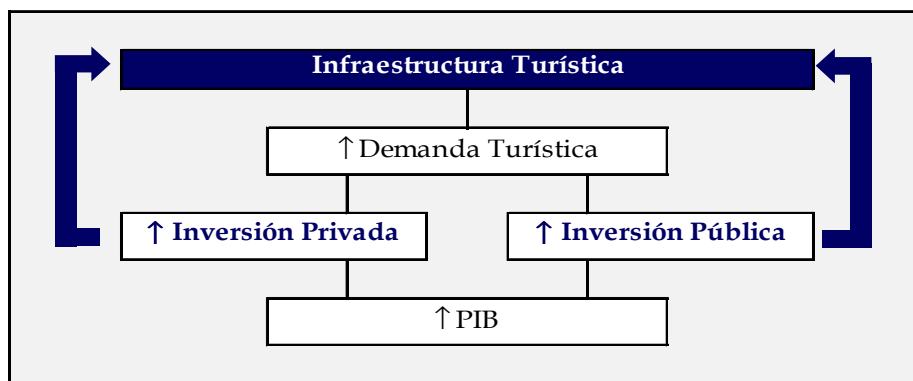 Infraestructura Turística
↑ Demanda Turística
↑ Inversión Privada
↑ Inversión Pública
↑ PIB